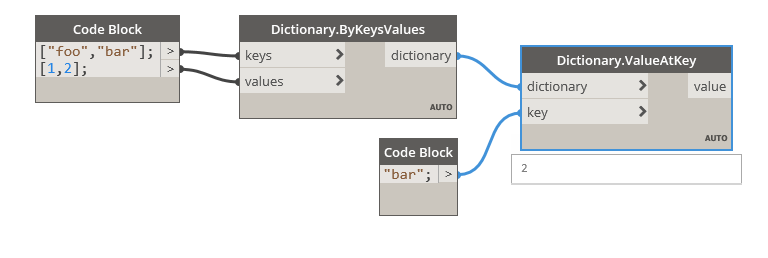 Code Block
["foo","bar"]; >
[1,2]; >
Dictionary.ByKeysValues
keys > dictionary
values >
AUTO
Code Block
"bar"; >
Dictionary.ValueAtKey
dictionary > value
key >
AUTO
2